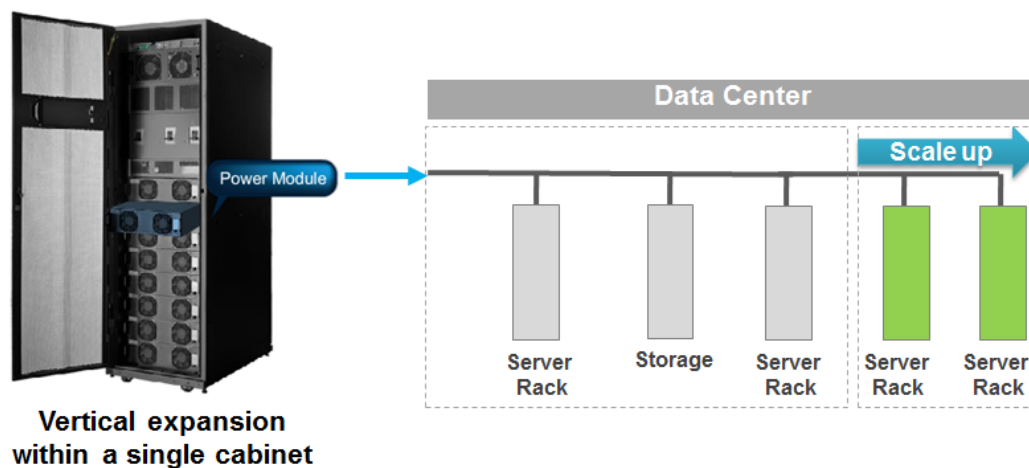 Data Center
Scale up
Power Module
Server
Rack
Storage
Server
Rack
Server
Rack
Server
Rack
Vertical expansion
within a single cabinet